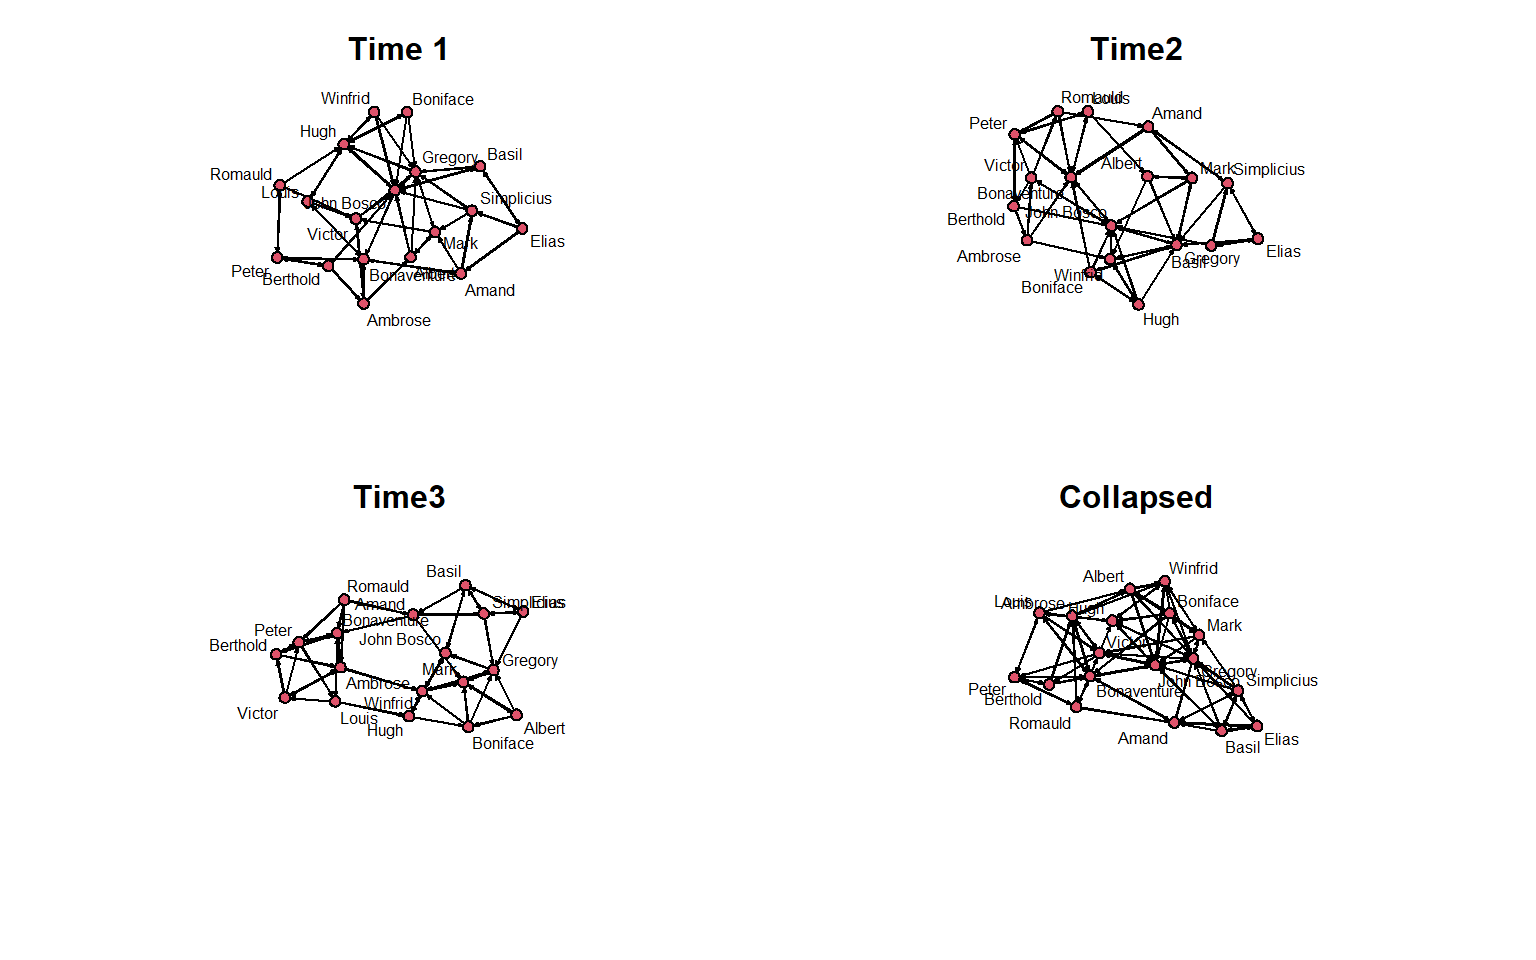 Time 1
Winfrid
Boniface
Hugh
Gregory
Basil
Romauld
Louis
John Bosco
Simplicius
Victor
Mark
Elias
Peter
Berthold
Bonaventure
Albert
Amand
Ambrose
Time2
Romauld
Louis
Amand
Peter
Victor
Albert
Mark
Simplicius
Bonaventure
Berthold
John Bosco
Ambrose
Winfrid
Basil
Gregory
Elias
Boniface
Hugh
Time3
Basil
Romauld
Amand
Simplicius
Elias
Bonaventure
Peter
John Bosco
Berthold
Mark
Gregory
Ambrose
Winfrid
Victor
Louis
Hugh
Albert
Boniface
Collapsed
Winfrid
Albert
Louis
Ambrose
Hugh
Boniface
Mark
Victor
Gregory
John Bosco
Simplicius
Peter
Bonaventure
Berthold
Romauld
Amand
Elias
Basil